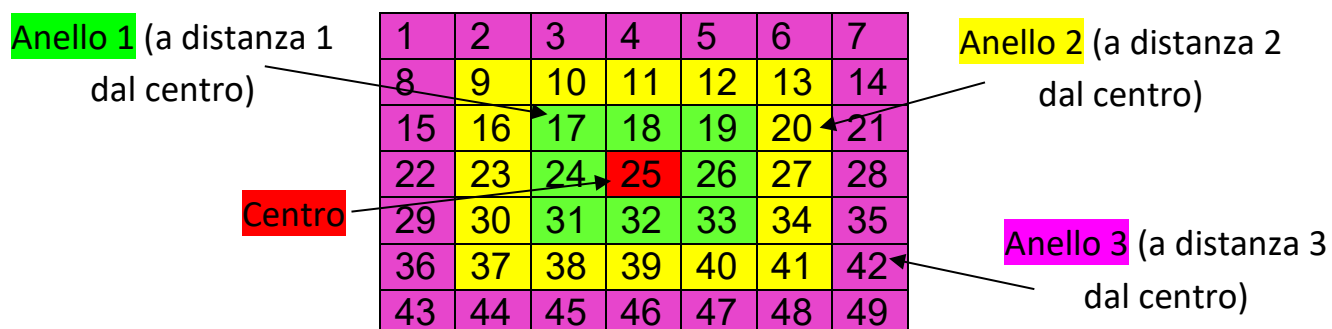 Anello 1 (a distanza 1
dal centro)
Centro
1 2 3 4 5 6 7
8 9 10 11 12 13 14
15 16 17 18 19 20 21
22 23 24 25 26 27 28
29 30 31 32 33 34 35
36 37 38 39 40 41 42
43 44 45 46 47 48 49
Anello 2 (a distanza 2
dal centro)
Anello 3 (a distanza 3
dal centro)